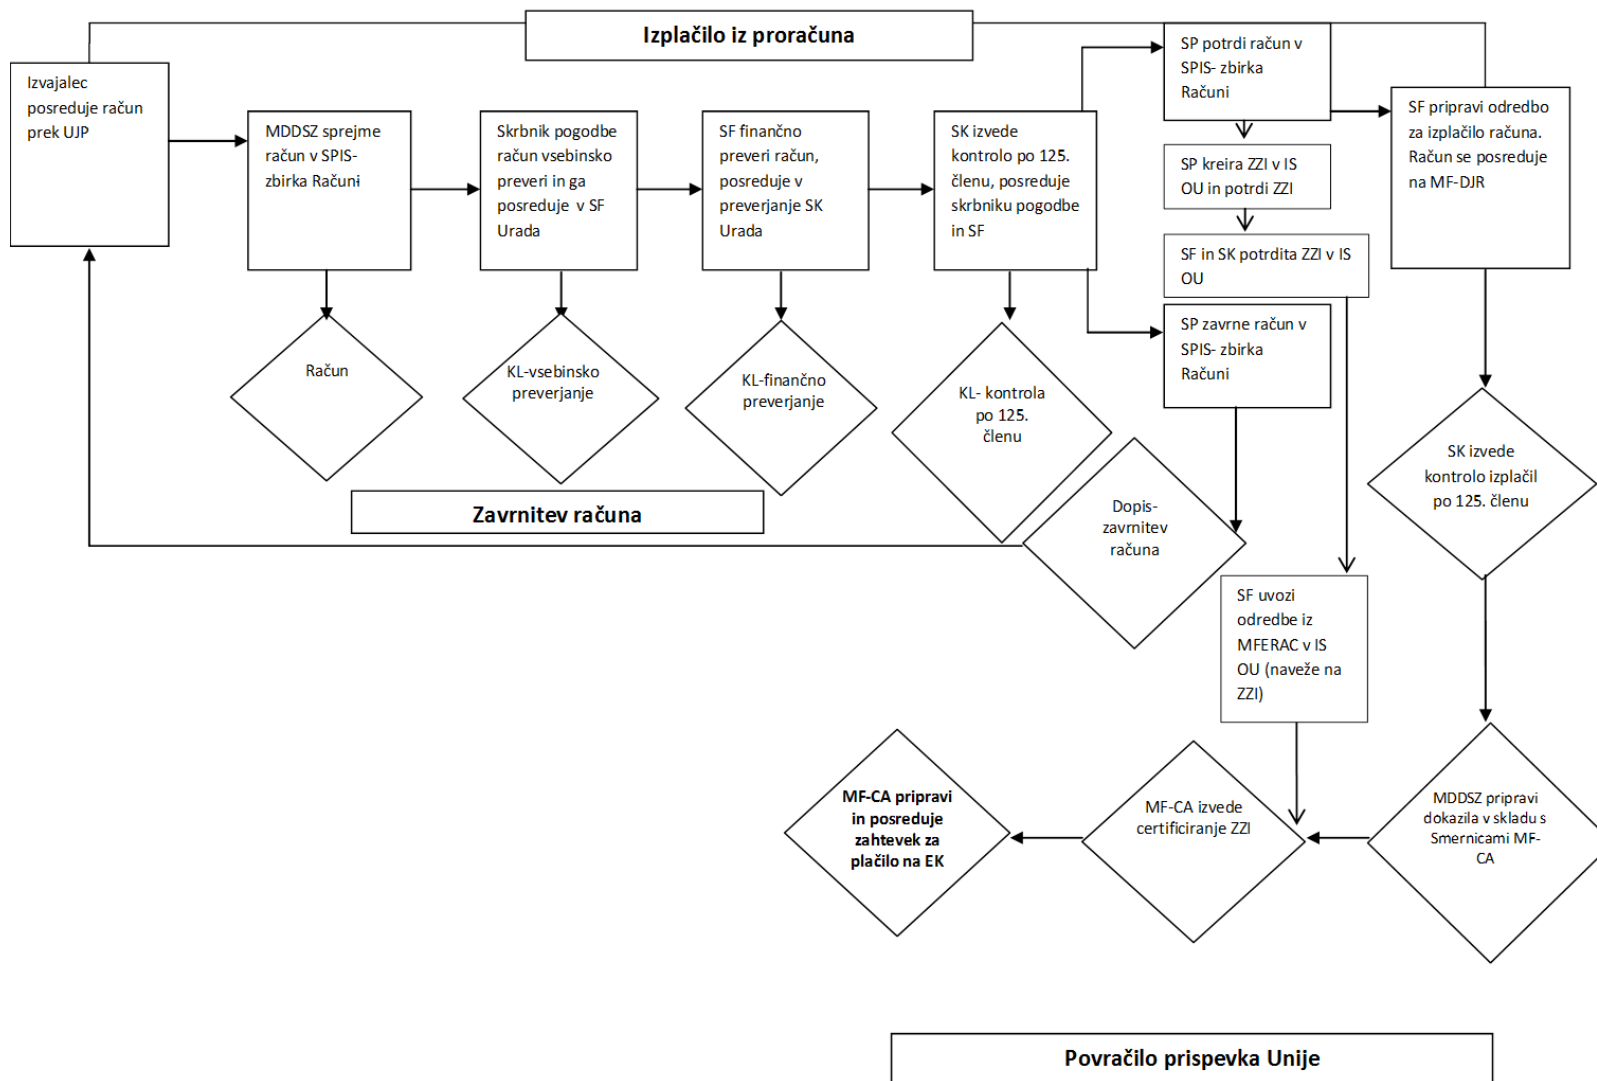 Izplačilo iz proračuna
Izvajalec
posreduje račun
prek UJP
MDDSZ sprejme
račun v SPIS-
zbirka Računi
Skrbnik pogodbe
račun vsebinsko
preveri in ga
posreduje v SF
Urada
SF finančno
preveri račun,
posreduje v
preverjanje SK
Urada
SK izvede
kontrolo po 125.
členu, posreduje
skrbniku pogodbe
in SF
SP potrdi račun v
SPIS- zbirka
Računi
SP kreira ZZI v IS
OU in potrdi ZZI
SF in SK potrdita ZZI v IS
OU
SP zavrne račun v
SPIS- zbirka
Računi
SF pripravi odredbo
za izplačilo računa.
Račun se posreduje
na MF-DJR
Račun
KL-vsebinsko
preverjanje
KL-finančno
preverjanje
KL- kontrola
po 125.
členu
Dopis-
zavrnitev
računa
SK izvede
kontrolo izplačil
po 125. členu
Zavrnitev računa
SF uvozi
odredbe iz
MFERAC v IS
OU (naveže na
ZZI)
MF-CA pripravi
in posreduje
zahtevek za
plačilo na EK
MF-CA izvede
certificiranje ZZI
MDDSZ pripravi
dokazila v skladu s
Smernicami MF-
CA
Povračilo prispevka Unije